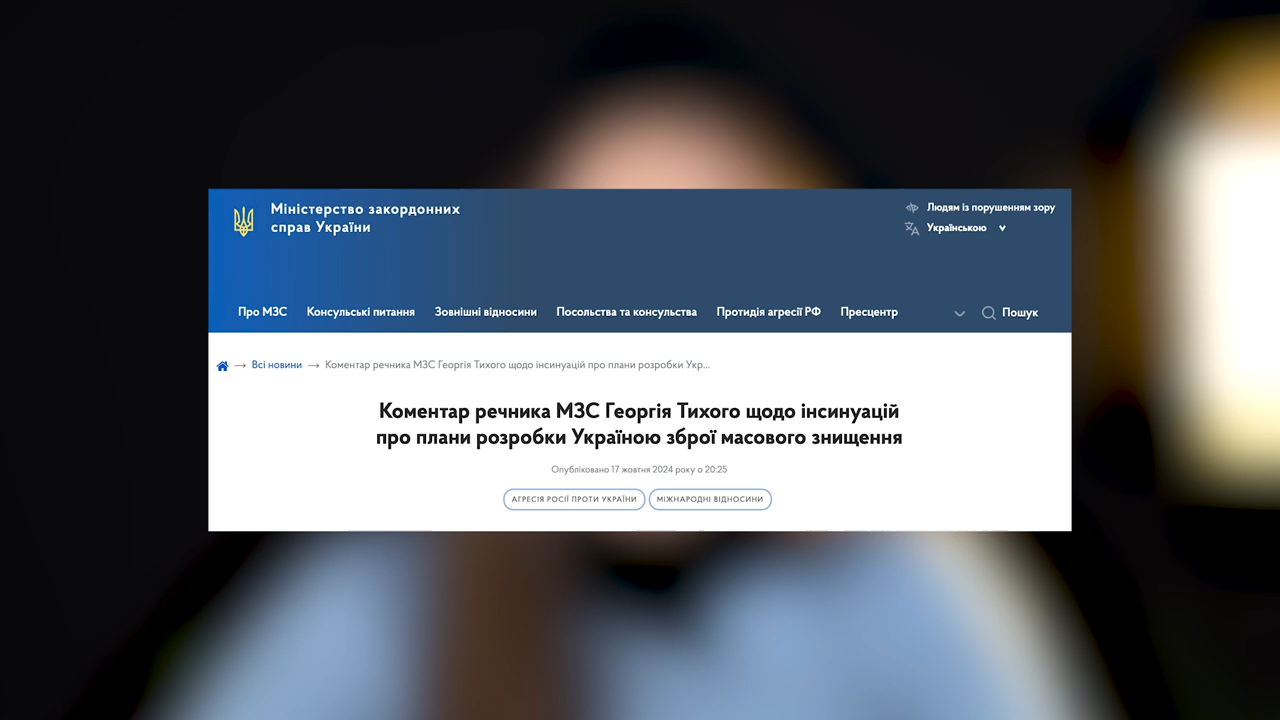 Міністерство закордонних
справ України
Людям із порушенням зору
Українською
Про МЗС Консульські питання Зовнішні відносини Посольства та консульства Протидія агресії РФ Пресцентр Пошук
Всі новини → Коментар речника МЗС Георгія Тихого щодо інсинуацій про плани розробки Укр...
Коментар речника МЗС Георгія Тихого щодо інсинуацій
про плани розробки Україною зброї масового знищення
Опубліковано 17 жовтня 2024 року о 20:25
АГРЕСІЯ РОСІЇ ПРОТИ УКРАЇНИ МІЖНАРОДНІ ВІДНОСИНИ